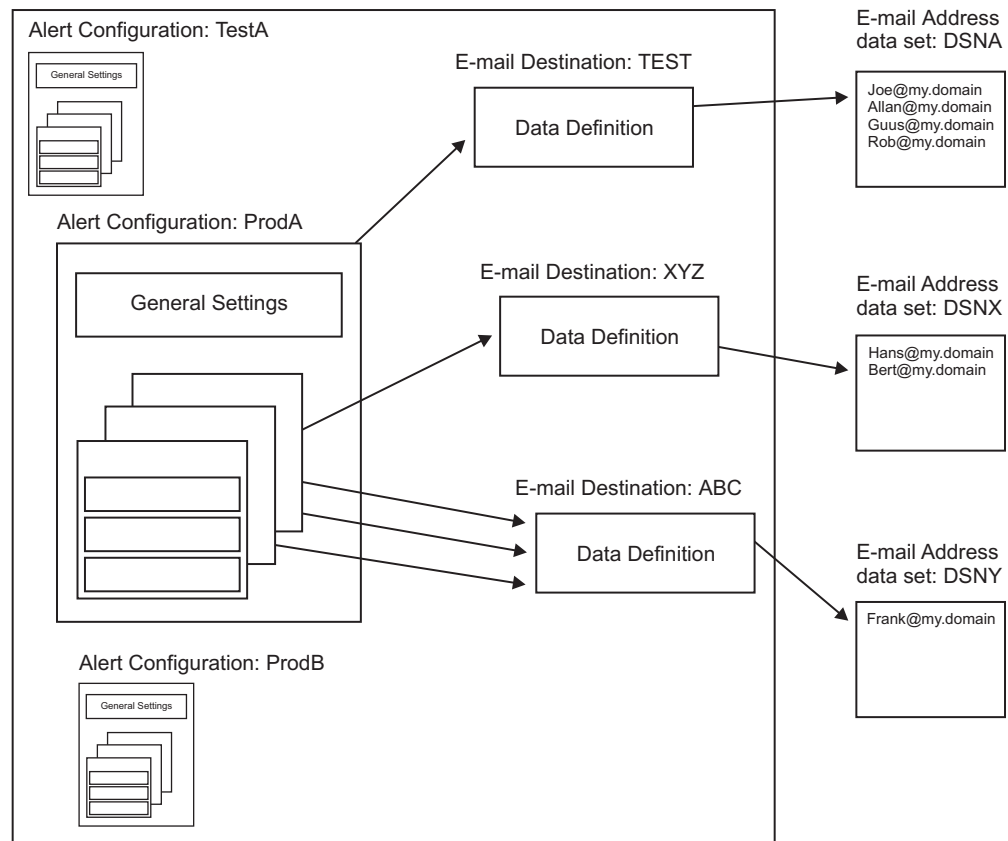 Alert Configuration: TestA
General Settings
E-mail Destination: TEST
Data Definition
E-mail Address
data set: DSNA
Joe@my.domain
Allan@my.domain
Guus@my.domain
Rob@my.domain
Alert Configuration: ProdA
General Settings
E-mail Destination: XYZ
Data Definition
E-mail Address
data set: DSNX
Hans@my.domain
Bert@my.domain
E-mail Destination: ABC
Data Definition
E-mail Address
data set: DSNY
Frank@my.domain
Alert Configuration: ProdB
General Settings